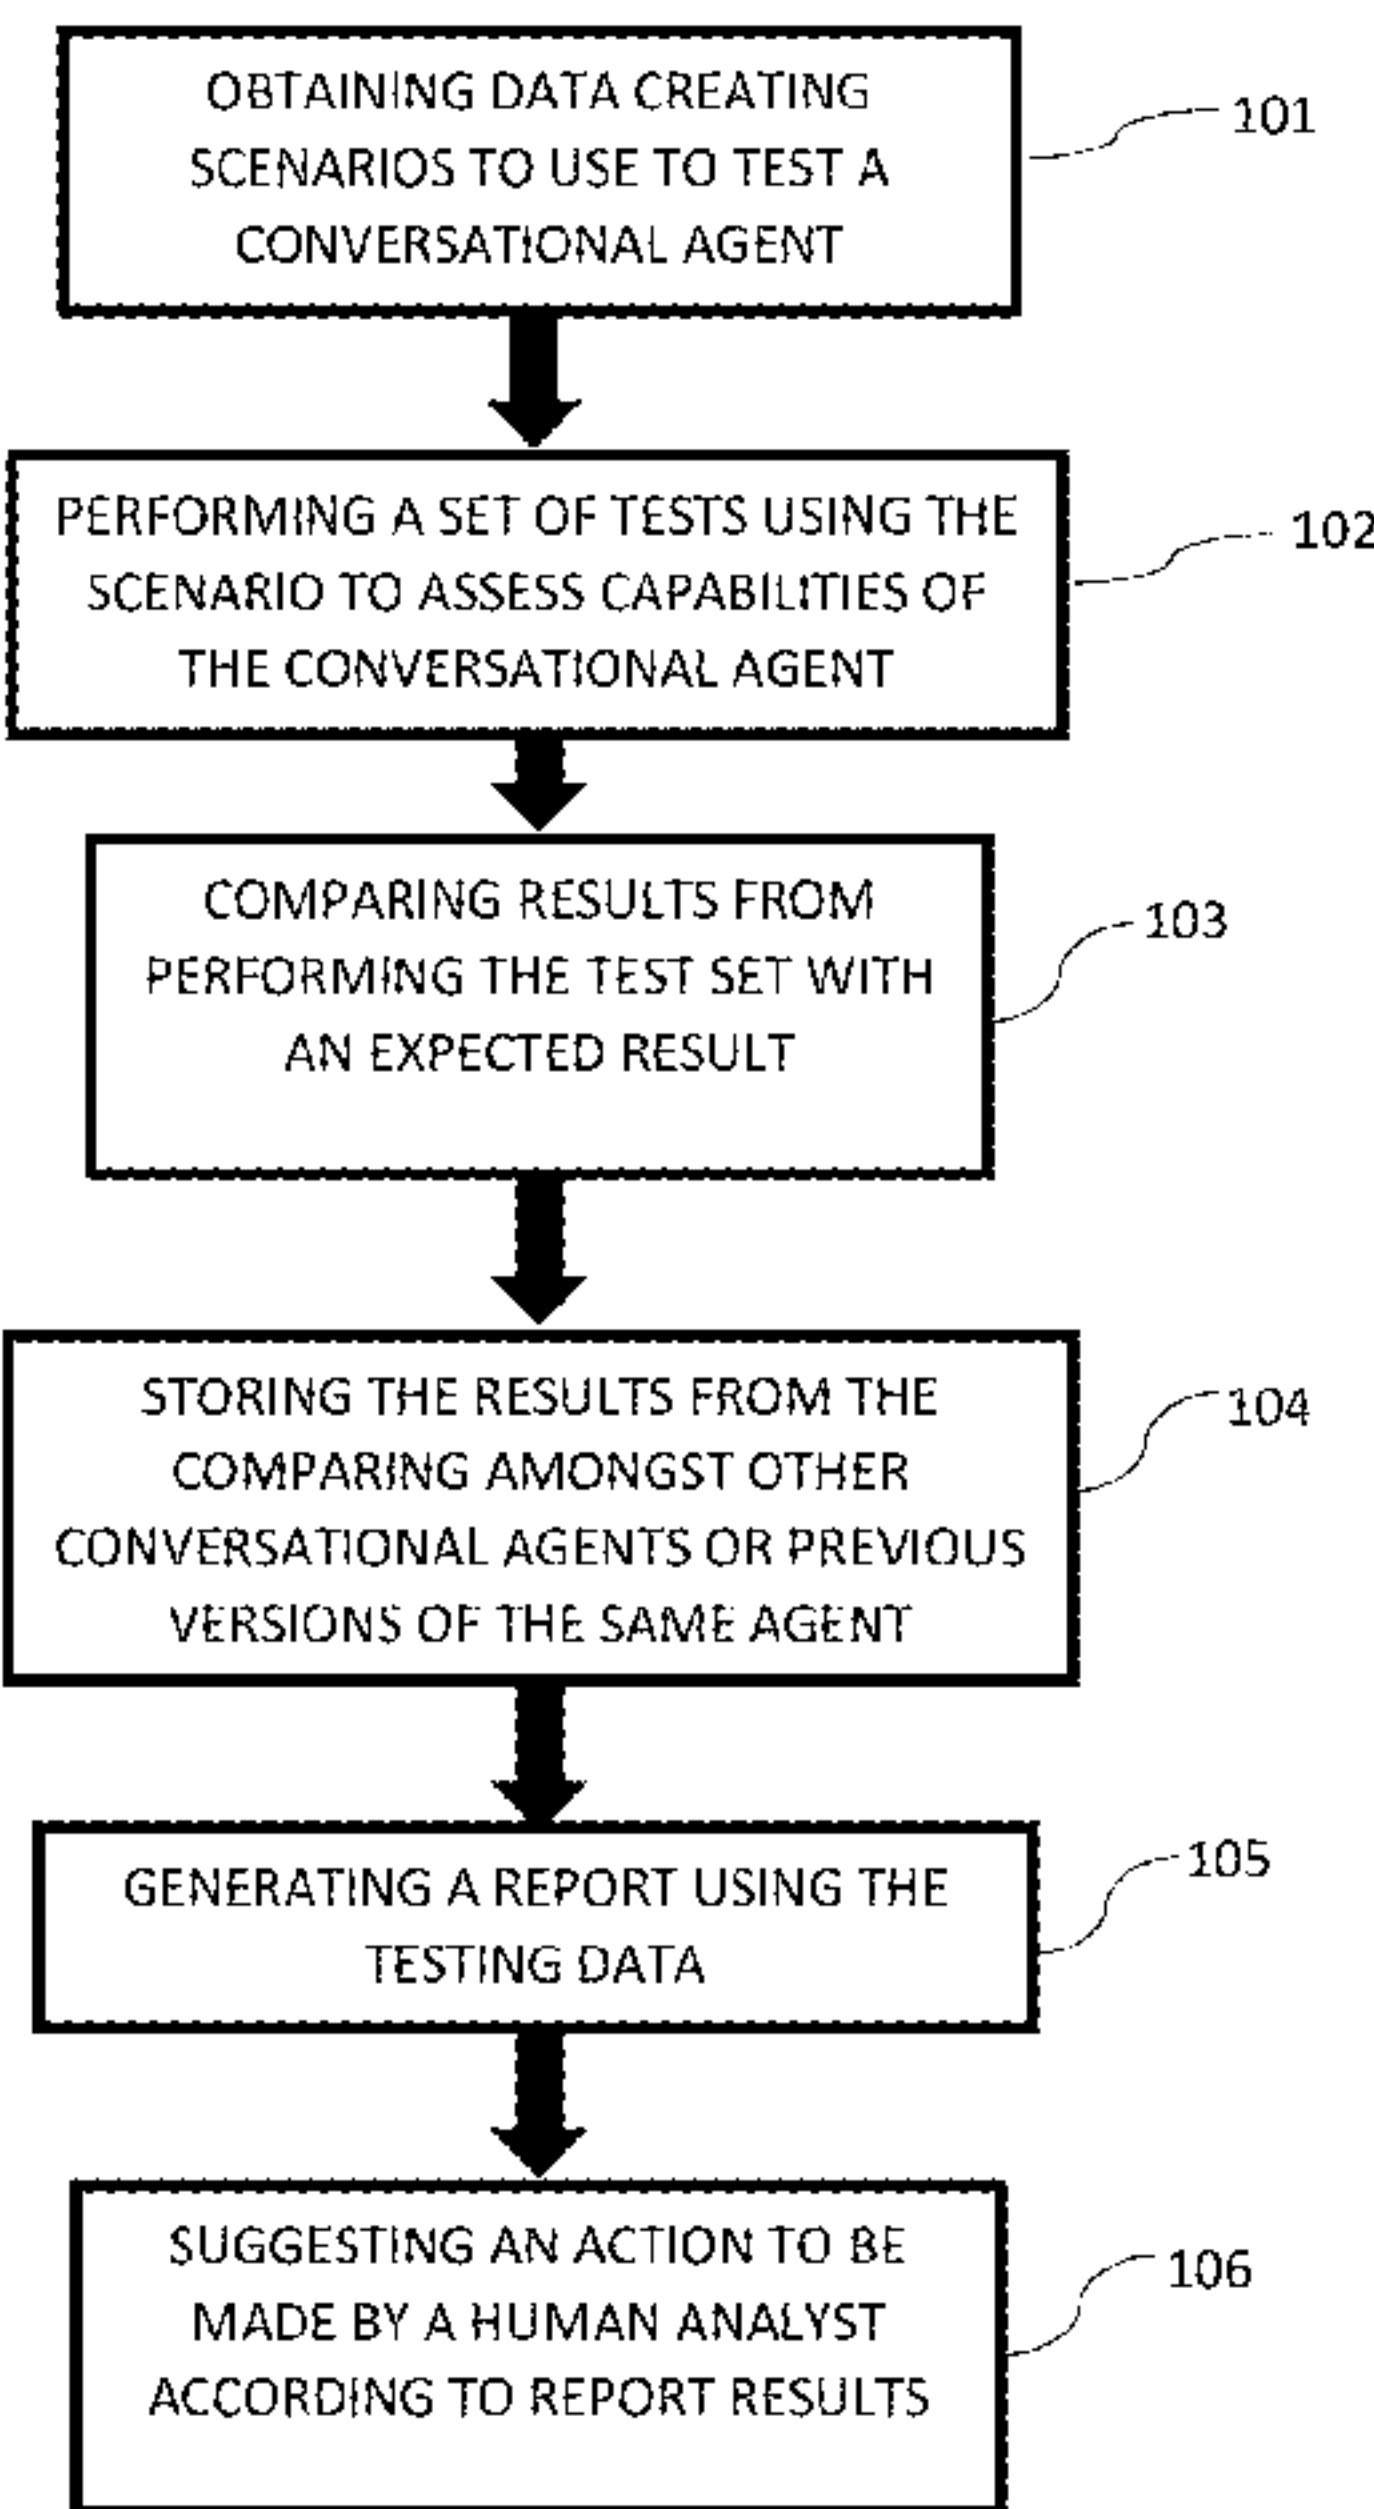 OBTAINING DATA CREATING
SCENARIOS TO USE TO TEST A
CONVERSATIONAL AGENT
101
PERFORMING A SET OF TESTS USING THE
SCENARIO TO ASSESS CAPABILITIES OF
THE CONVERSATIONAL AGENT
102
COMPARING RESULTS FROM
PERFORMING THE TEST SET WITH
AN EXPECTED RESULT
103
STORING THE RESULTS FROM THE
COMPARING AMONGST OTHER
CONVERSATIONAL AGENTS OR PREVIOUS
VERSIONS OF THE SAME AGENT
104
GENERATING A REPORT USING THE
TESTING DATA
105
SUGGESTING AN ACTION TO BE
MADE BY A HUMAN ANALYST
ACCORDING TO REPORT RESULTS
106